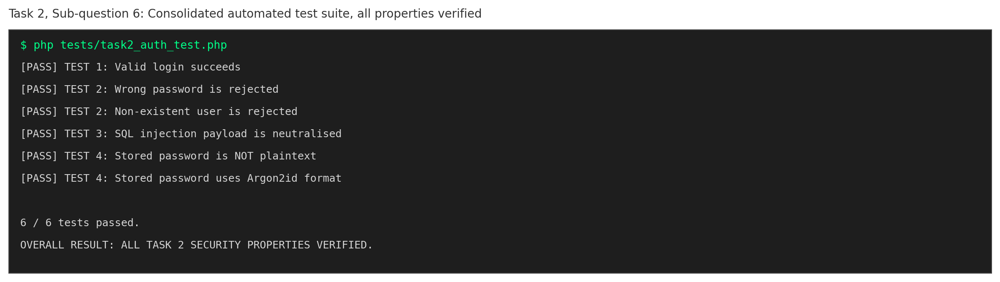 Task 2, Sub-question 6: Consolidated automated test suite, all properties verified
$ php tests/task2_auth_test.php
[PASS] TEST 1: Valid login succeeds
[PASS] TEST 2: Wrong password is rejected
[PASS] TEST 2: Non-existent user is rejected
[PASS] TEST 3: SQL injection payload is neutralised
[PASS] TEST 4: Stored password is NOT plaintext
[PASS] TEST 4: Stored password uses Argon2id format
6 / 6 tests passed.
OVERALL RESULT: ALL TASK 2 SECURITY PROPERTIES VERIFIED.